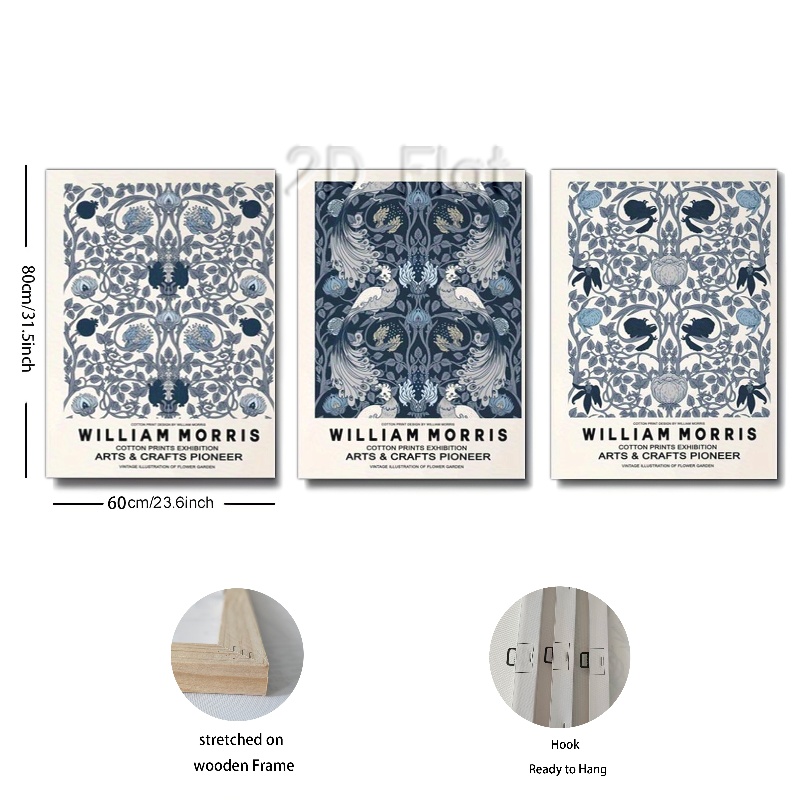 2D Flat
80cm/31.5inch
COTTON PRINT DESIGN BY WILLIAM MORRIS
WILLIAM MORRIS
COTTON PRINTS EXHIBITION
ARTS & CRAFTS PIONEER
VINTAGE ILLUSTRATION OF FLOWER GARDEN
COTTON PRINT DESIGN BY WILLIAM MORRIS
WILLIAM MORRIS
COTTON PRINTS EXHIBITION
ARTS & CRAFTS PIONEER
VINTAGE ILLUSTRATION OF FLOWER GARDEN
COTTON PRINT DESIGN BY WILLIAM MORRIS
WILLIAM MORRIS
COTTON PRINTS EXHIBITION
ARTS & CRAFTS PIONEER
VINTAGE ILLUSTRATION OF FLOWER GARDEN
60cm/23.6inch
stretched on
wooden Frame
Hook
Ready to Hang